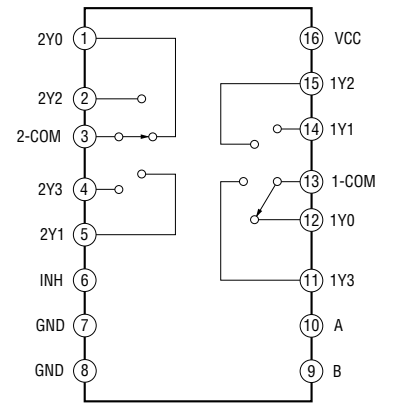 2Y0 1 16 VCC
15 1Y2
2Y2 2
14 1Y1
2-COM 3
13 1-COM
2Y3 4
12 1Y0
2Y1 5
INH 6 11 1Y3
GND 7 10 A
GND 8 9 B